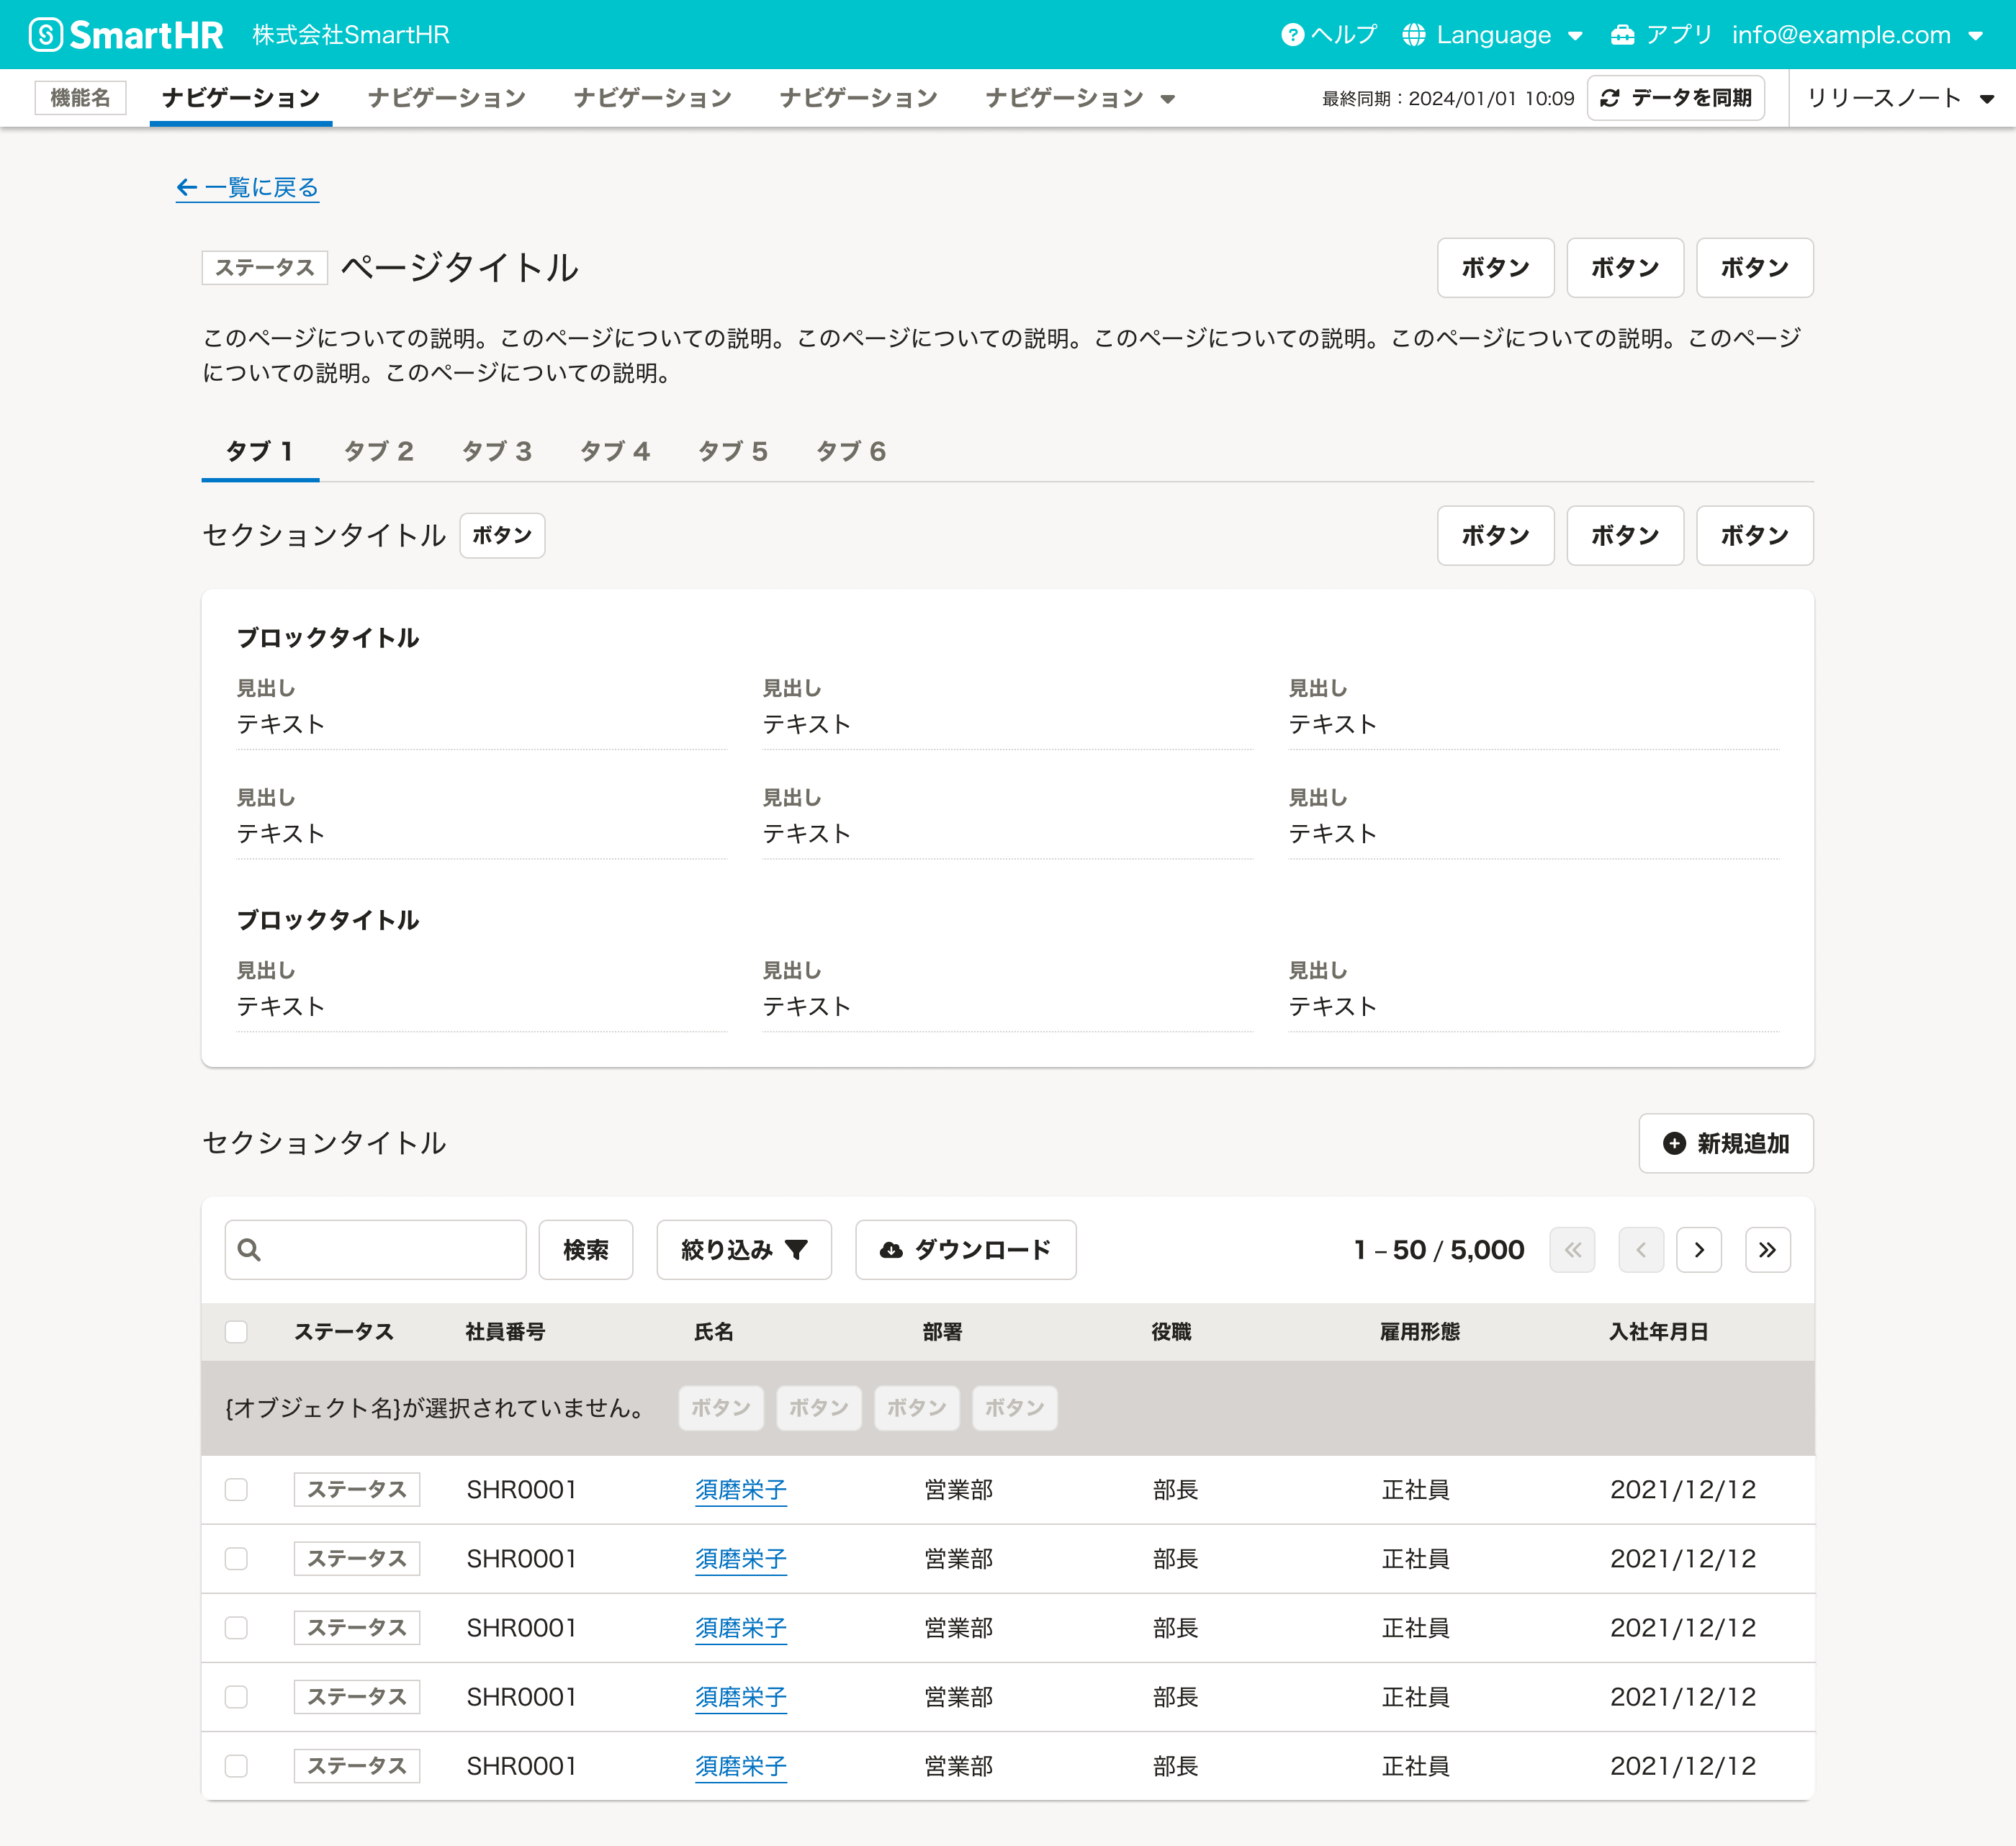 SmartHR 株式会社SmartHR ヘルプ Language アプリ info@example.com
機能名 ナビゲーション ナビゲーション ナビゲーション ナビゲーション ナビゲーション 最終同期：2024/01/01 10:09 データを同期 リリースノート
一覧に戻る
ステータス ページタイトル ボタン ボタン ボタン
このページについての説明。このページについての説明。このページについての説明。このページについての説明。このページについての説明。このページ
についての説明。このページについての説明。
タブ 1 タブ 2 タブ 3 タブ 4 タブ 5 タブ 6
セクションタイトル ボタン ボタン ボタン ボタン
ブロックタイトル
見出し 見出し 見出し
テキスト テキスト テキスト
見出し 見出し 見出し
テキスト テキスト テキスト
ブロックタイトル
見出し 見出し 見出し
テキスト テキスト テキスト
セクションタイトル 新規追加
検索 絞り込み ダウンロード 1 – 50 / 5,000
ステータス 社員番号 氏名 部署 役職 雇用形態 入社年月日
{オブジェクト名}が選択されていません。 ボタン ボタン ボタン ボタン
ステータス SHR0001 須磨栄子 営業部 部長 正社員 2021/12/12
ステータス SHR0001 須磨栄子 営業部 部長 正社員 2021/12/12
ステータス SHR0001 須磨栄子 営業部 部長 正社員 2021/12/12
ステータス SHR0001 須磨栄子 営業部 部長 正社員 2021/12/12
ステータス SHR0001 須磨栄子 営業部 部長 正社員 2021/12/12